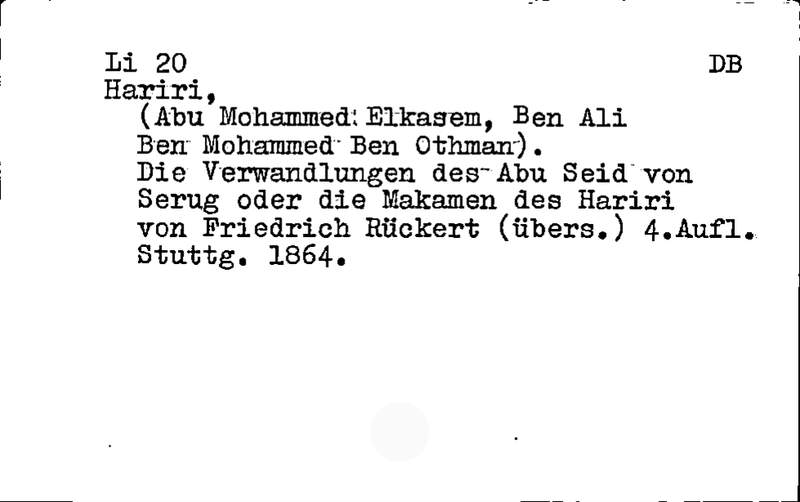 Li 20 DB
Hariri,
(Abu Mohammed Elkasem, Ben Ali
Ben Mohammed Ben Othman).
Die Verwandlungen des Abu Seid von
Serug oder die Makamen des Hariri
von Friedrich Rückert (übers.) 4.Aufl.
Stuttg. 1864.